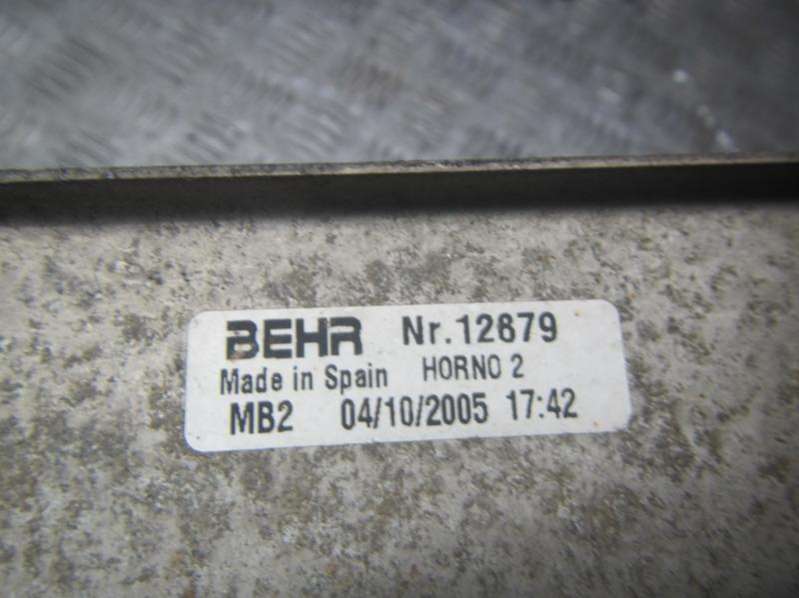 BEHR Nr.12679
Made in Spain HORNO 2
MB2 04/10/2005 17:42